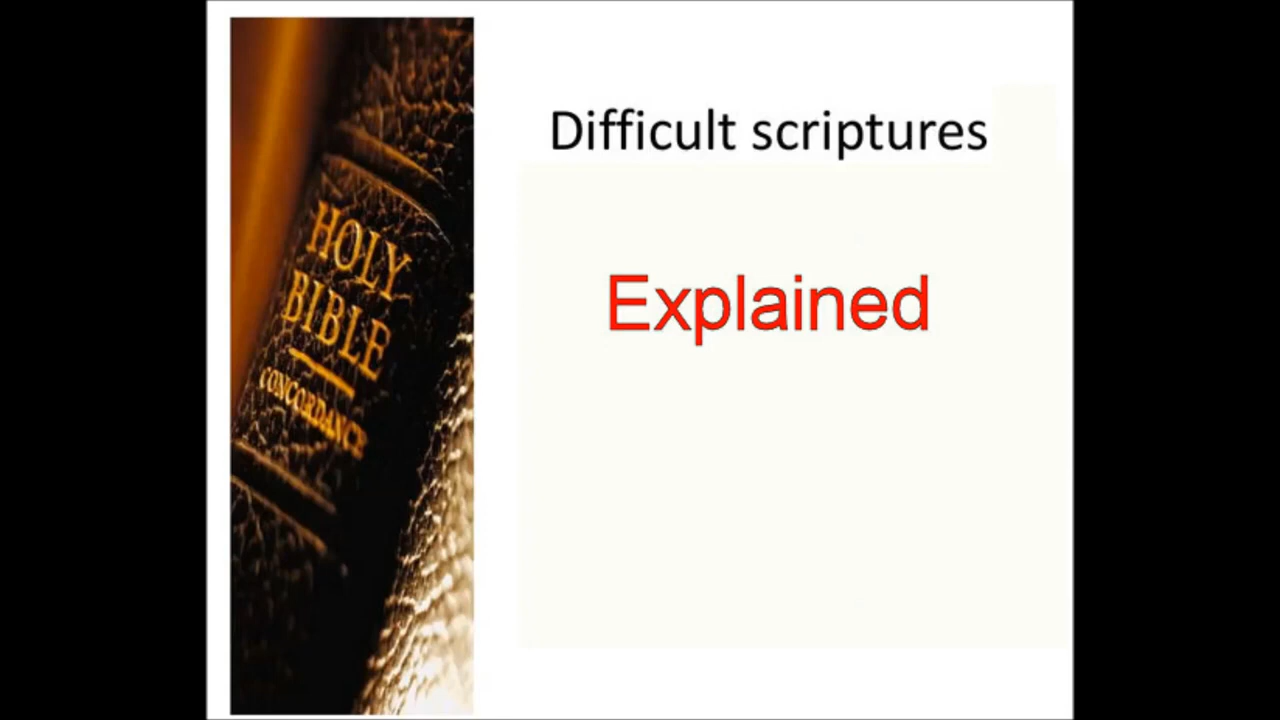 HOLY
BIBLE
CONCORDANCE
Difficult scriptures
Explained